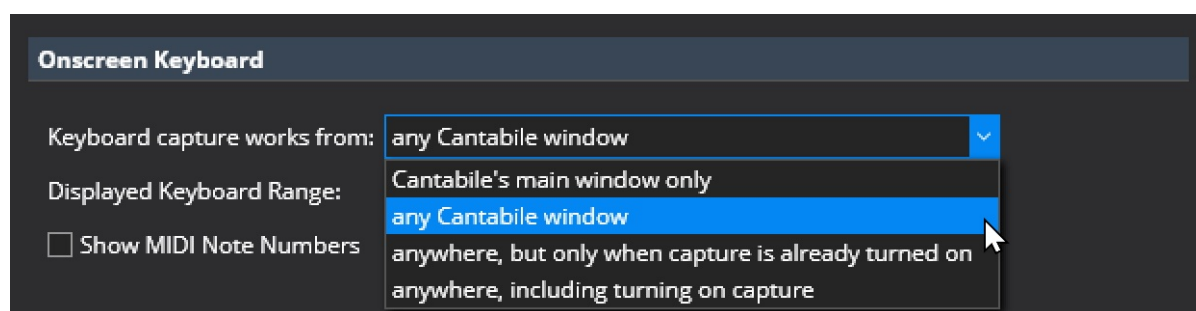 Onscreen Keyboard
Keyboard capture works from: any Cantabile window
Cantabile's main window only
Displayed Keyboard Range:
any Cantabile window
Show MIDI Note Numbers
anywhere, but only when capture is already turned on
anywhere, including turning on capture